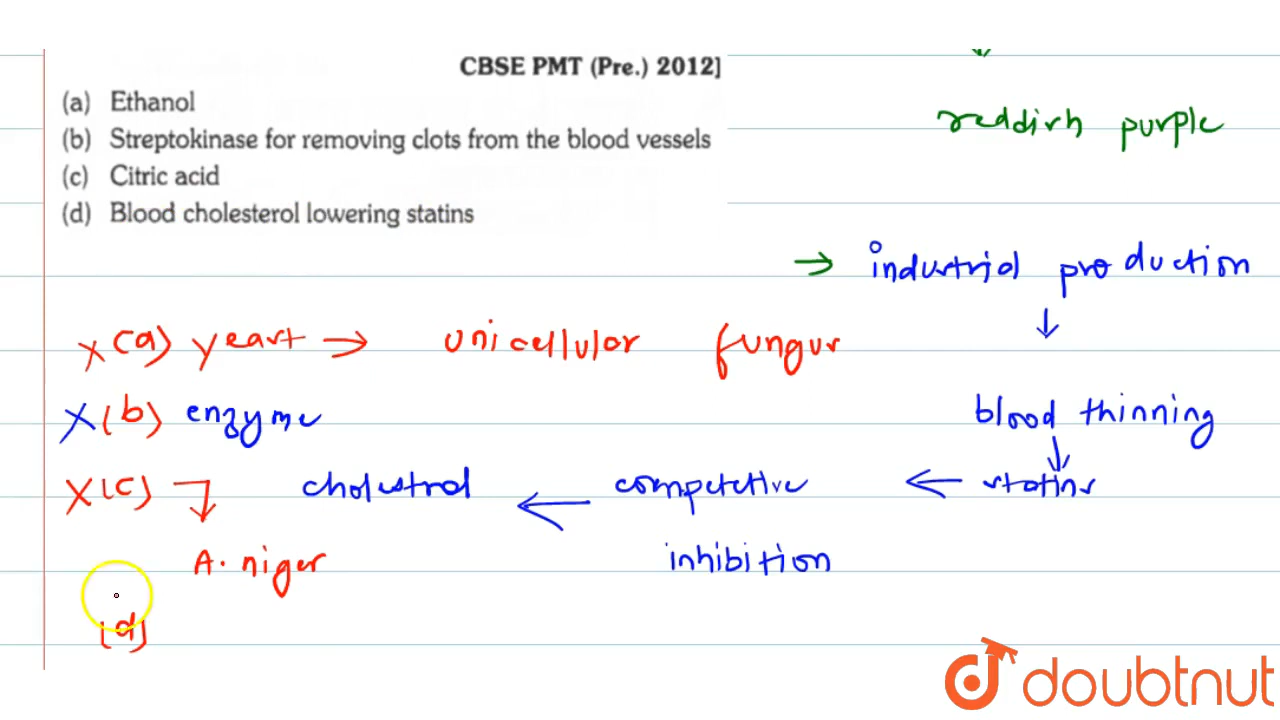 CBSE PMT (Pre.) 2012]
(a) Ethanol
(b) Streptokinase for removing clots from the blood vessels
(c) Citric acid
(d) Blood cholesterol lowering statins
reddish purple
→ industrial production
↓
X (a) yeast → unicellular fungus
X (b) enzyme
blood thinning
↓
X (c) cholestrol ← competetive ← statins
inhibition
A. niger
(d)
doubtnut